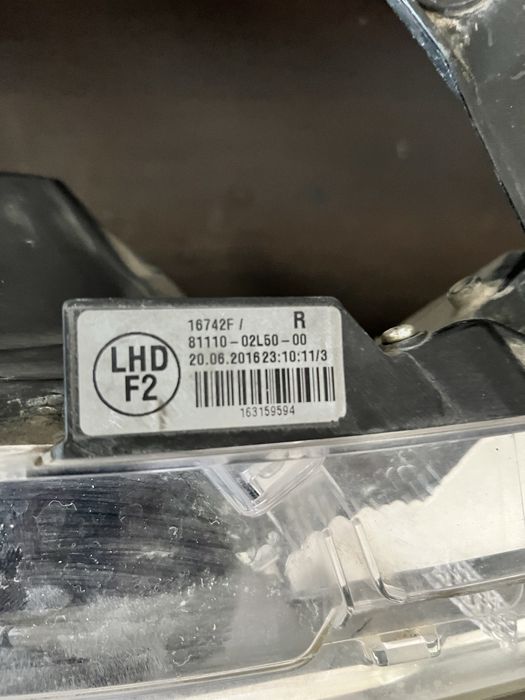 16742F / R
81110-02L50-00
20.06.2016 23:10:11/3
LHD
F2
163159594